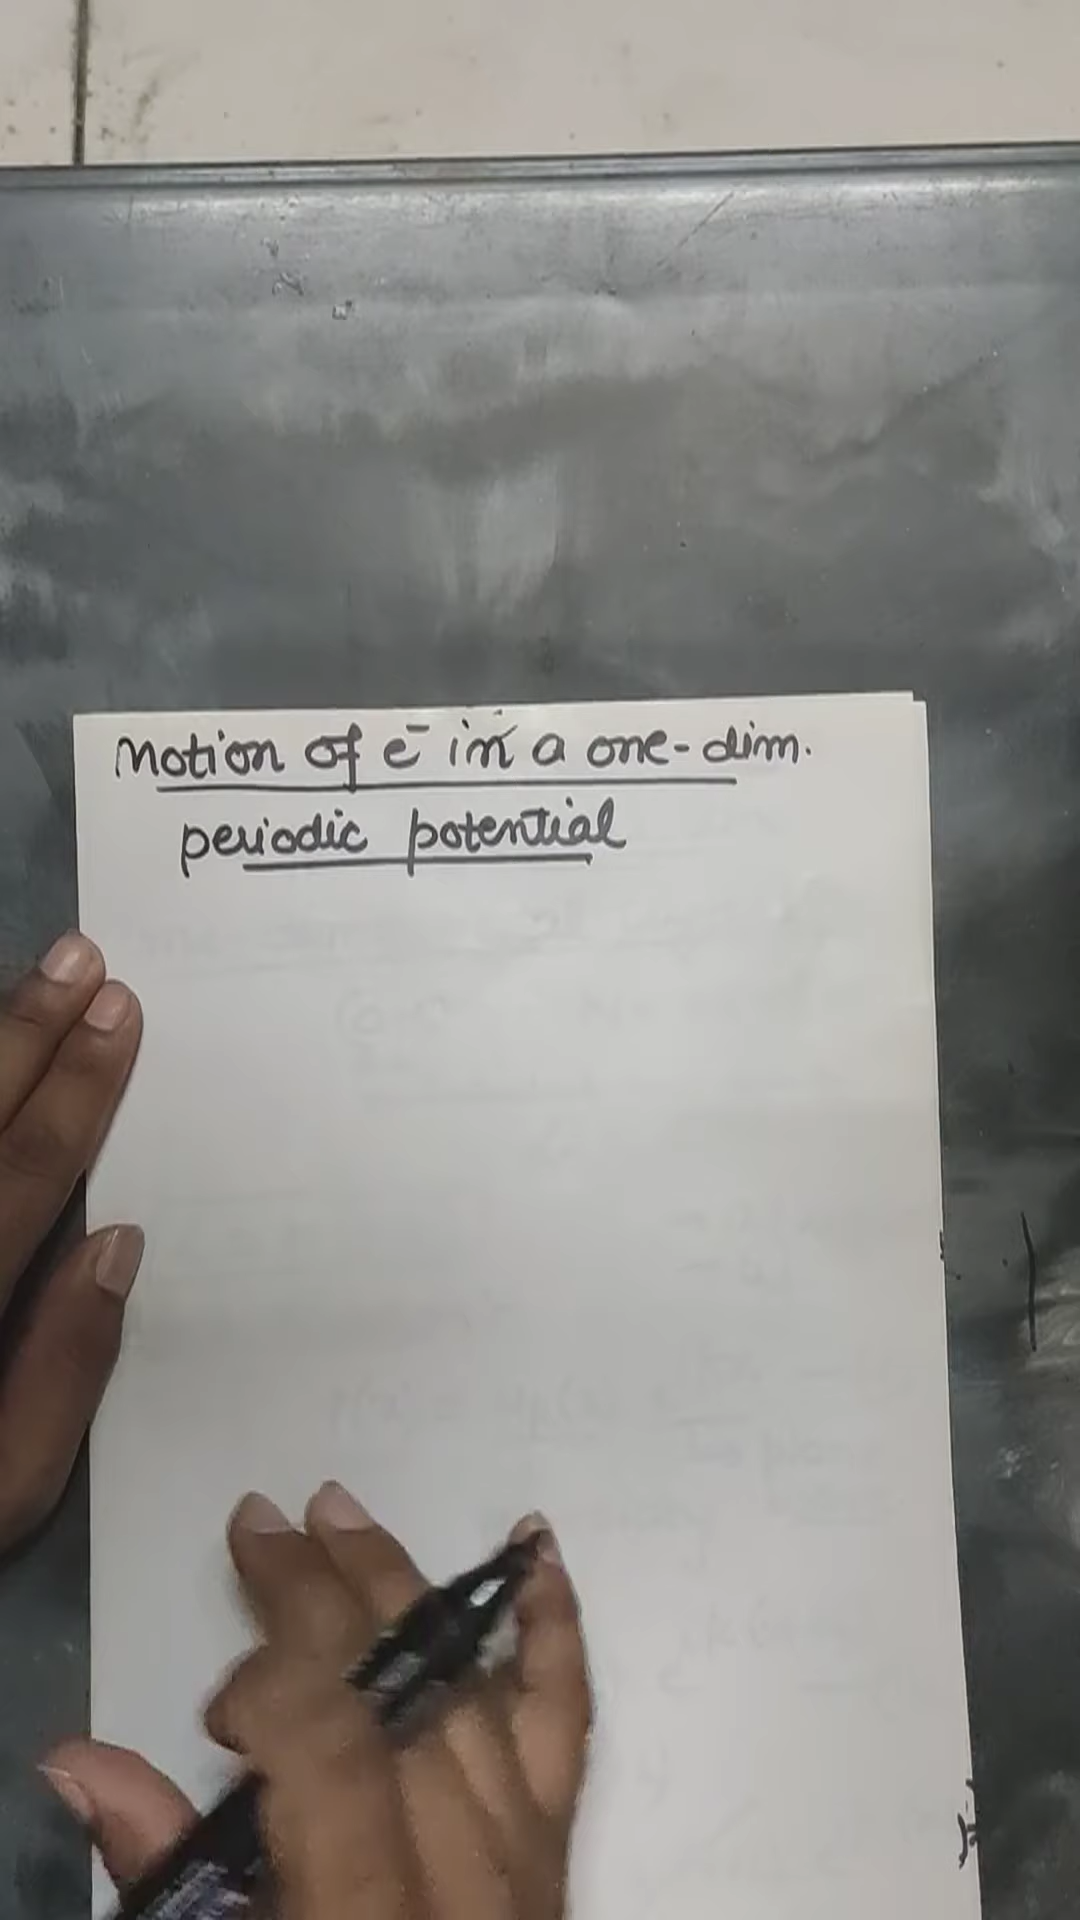 Motion of e⁻ in a one-dim.
periodic potential